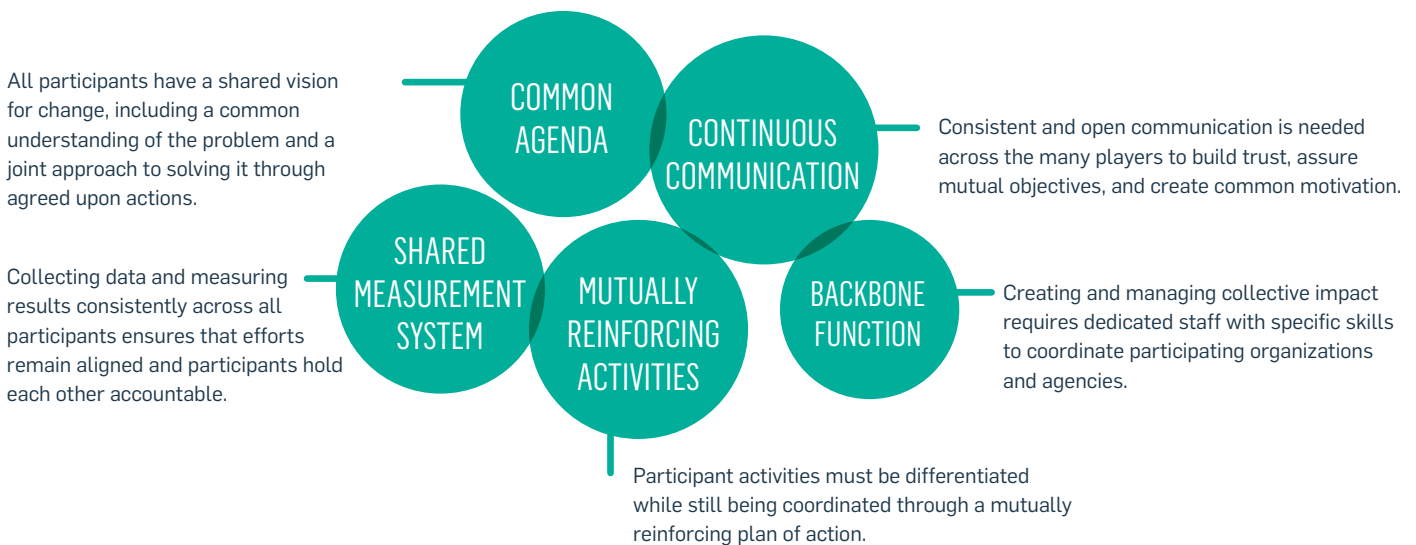 All participants have a shared vision
for change, including a common
understanding of the problem and a
joint approach to solving it through
agreed upon actions.
COMMON
AGENDA
CONTINUOUS
COMMUNICATION
Consistent and open communication is needed
across the many players to build trust, assure
mutual objectives, and create common motivation.
Collecting data and measuring
results consistently across all
participants ensures that efforts
remain aligned and participants hold
each other accountable.
SHARED
MEASUREMENT
SYSTEM
MUTUALLY
REINFORCING
ACTIVITIES
BACKBONE
FUNCTION
Creating and managing collective impact
requires dedicated staff with specific skills
to coordinate participating organizations
and agencies.
Participant activities must be differentiated
while still being coordinated through a mutually
reinforcing plan of action.